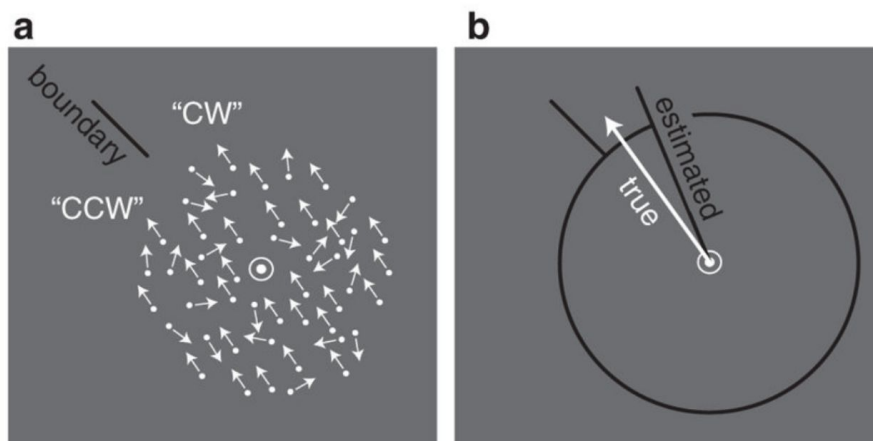 a
boundary
“CW”
“CCW”
b
estimated
true